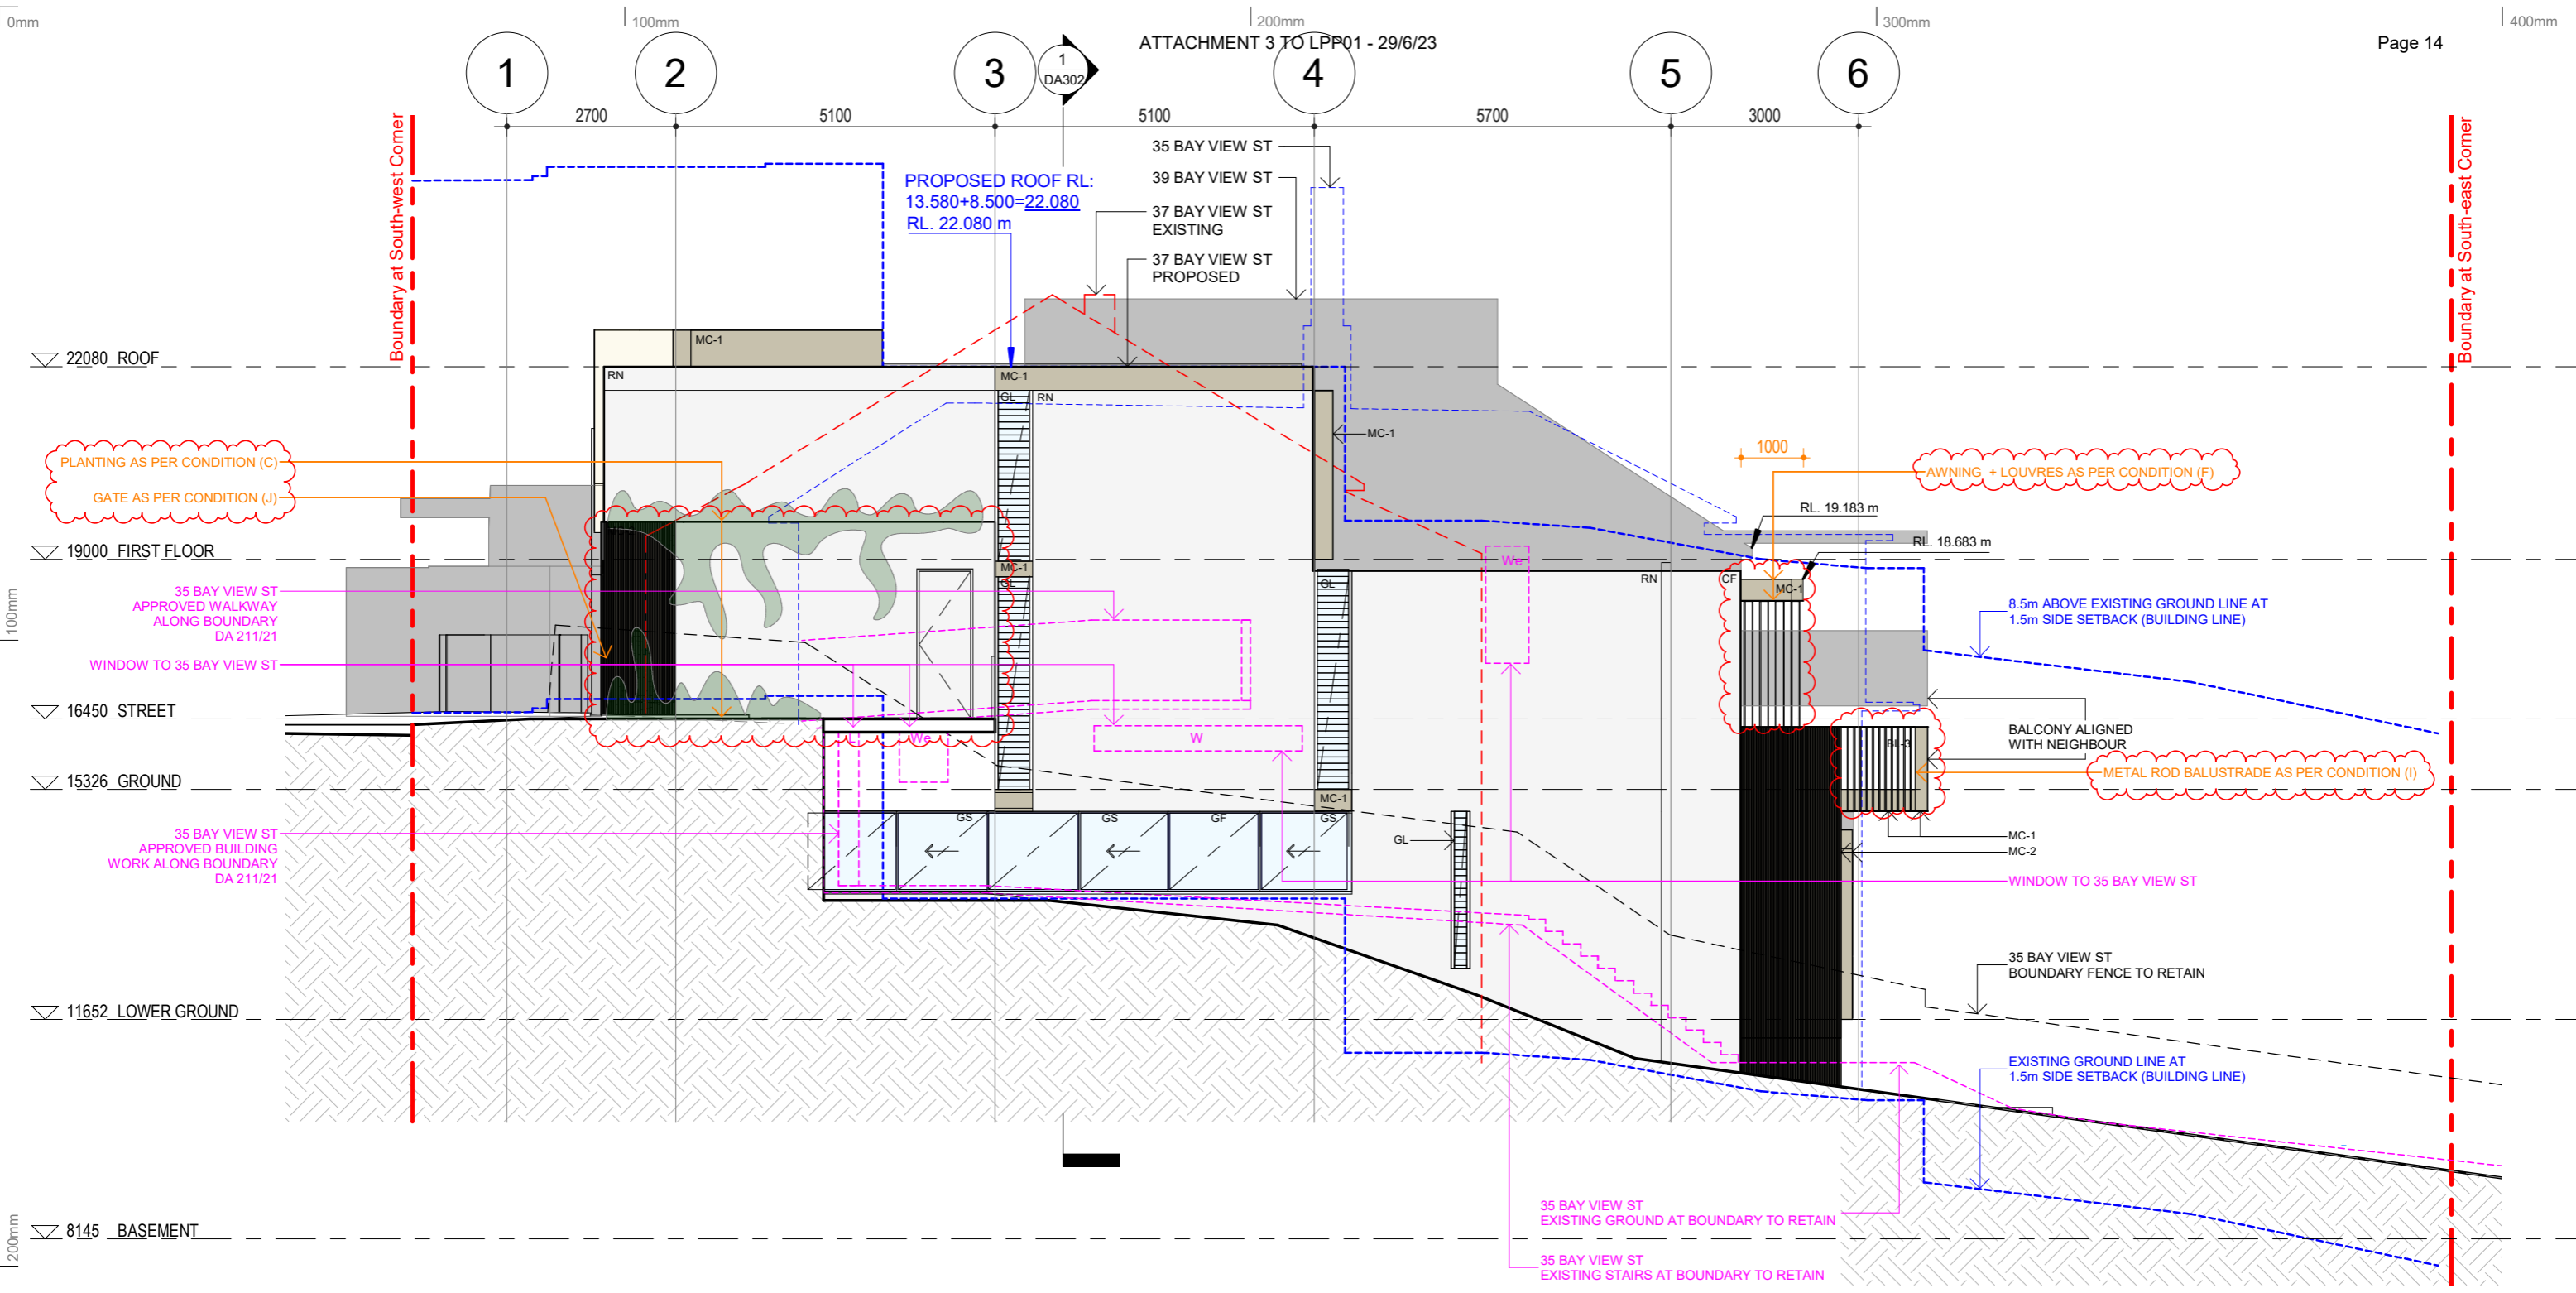 0mm
100mm
200mm
300mm
400mm
ATTACHMENT 3 TO LPP01 - 29/6/23
Page 14
1
2
3
1
DA302
4
5
6
2700
5100
5100
5700
3000
Boundary at South-west Corner
Boundary at South-east Corner
35 BAY VIEW ST
39 BAY VIEW ST
37 BAY VIEW ST
EXISTING
37 BAY VIEW ST
PROPOSED
PROPOSED ROOF RL:
13.580+8.500=22.080
RL. 22.080 m
MC-1
22080 ROOF
RN
MC-1
GL
RN
MC-1
PLANTING AS PER CONDITION (C)
GATE AS PER CONDITION (J)
1000
AWNING + LOUVRES AS PER CONDITION (F)
RL. 19.183 m
RL. 18.683 m
19000 FIRST FLOOR
MC-1
GL
GL
We
RN
CF
MC-1
35 BAY VIEW ST
APPROVED WALKWAY
ALONG BOUNDARY
DA 211/21
WINDOW TO 35 BAY VIEW ST
8.5m ABOVE EXISTING GROUND LINE AT
1.5m SIDE SETBACK (BUILDING LINE)
100mm
16450 STREET
We
W
BL-3
BALCONY ALIGNED
WITH NEIGHBOUR
METAL ROD BALUSTRADE AS PER CONDITION (I)
15326 GROUND
MC-1
GS
GS
GF
GS
GL
35 BAY VIEW ST
APPROVED BUILDING
WORK ALONG BOUNDARY
DA 211/21
MC-1
MC-2
WINDOW TO 35 BAY VIEW ST
35 BAY VIEW ST
BOUNDARY FENCE TO RETAIN
11652 LOWER GROUND
EXISTING GROUND LINE AT
1.5m SIDE SETBACK (BUILDING LINE)
35 BAY VIEW ST
EXISTING GROUND AT BOUNDARY TO RETAIN
8145 BASEMENT
200mm
35 BAY VIEW ST
EXISTING STAIRS AT BOUNDARY TO RETAIN